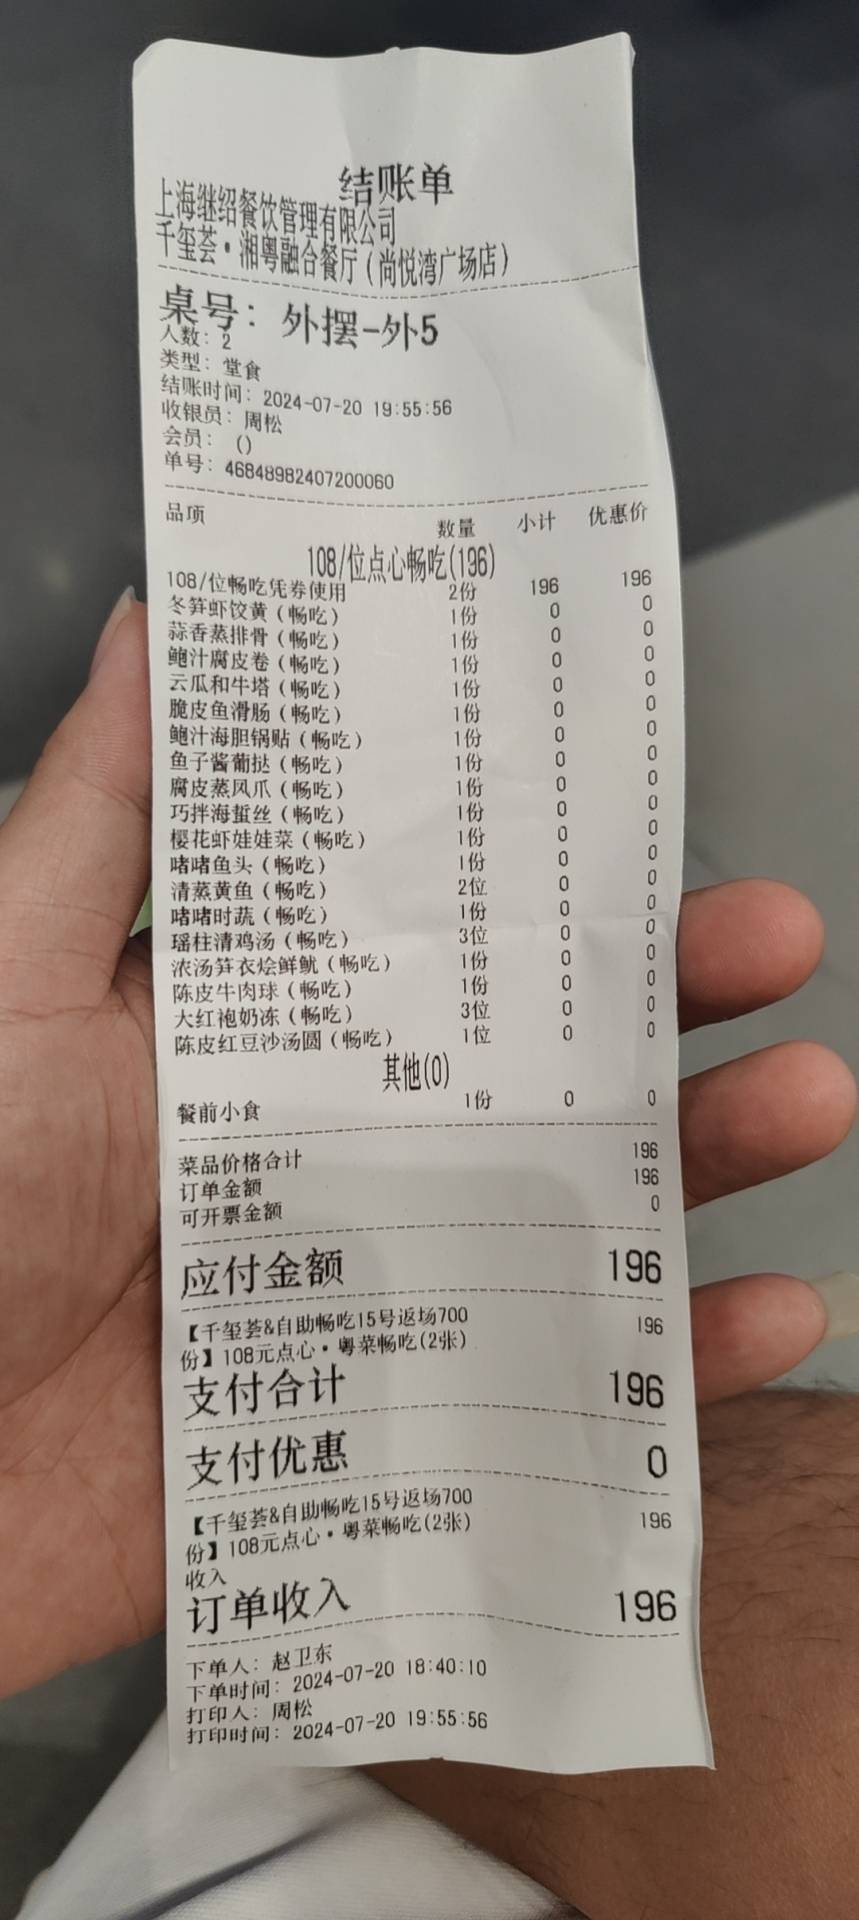 结账单
上海继绍餐饮管理有限公司
千玺荟·湘粤融合餐厅(尚悦湾广场店)
桌号: 外摆-外5
人数: 2
类型: 堂食
结账时间: 2024-07-20 19:55:56
收银员: 周松
会员: ()
单号: 46848982407200060
品项 数量 小计 优惠价
108/位点心畅吃(196)
108/位畅吃凭券使用 2份 196 196
冬笋虾饺黄(畅吃) 1份 0 0
蒜香蒸排骨(畅吃) 1份 0 0
鲍汁腐皮卷(畅吃) 1份 0 0
云瓜和牛塔(畅吃) 1份 0 0
脆皮鱼滑肠(畅吃) 1份 0 0
鲍汁海胆锅贴(畅吃) 1份 0 0
鱼子酱葡挞(畅吃) 1份 0 0
腐皮蒸凤爪(畅吃) 1份 0 0
巧拌海蜇丝(畅吃) 1份 0 0
樱花虾娃娃菜(畅吃) 1份 0 0
啫啫鱼头(畅吃) 1份 0 0
清蒸黄鱼(畅吃) 2位 0 0
啫啫时蔬(畅吃) 1份 0 0
瑶柱清鸡汤(畅吃) 3位 0 0
浓汤笋衣烩鲜鱿(畅吃) 1份 0 0
陈皮牛肉球(畅吃) 1份 0 0
大红袍奶冻(畅吃) 3位 0 0
陈皮红豆沙汤圆(畅吃) 1位 0 0
其他(0)
餐前小食 1份 0 0
菜品价格合计 196
订单金额 196
可开票金额 0
应付金额 196
【千玺荟&自助畅吃15号返场700 196
份】108元点心·粤菜畅吃(2张)
支付合计 196
支付优惠 0
【千玺荟&自助畅吃15号返场700 196
份】108元点心·粤菜畅吃(2张)
收入
订单收入 196
下单人: 赵卫东
下单时间: 2024-07-20 18:40:10
打印人: 周松
打印时间: 2024-07-20 19:55:56